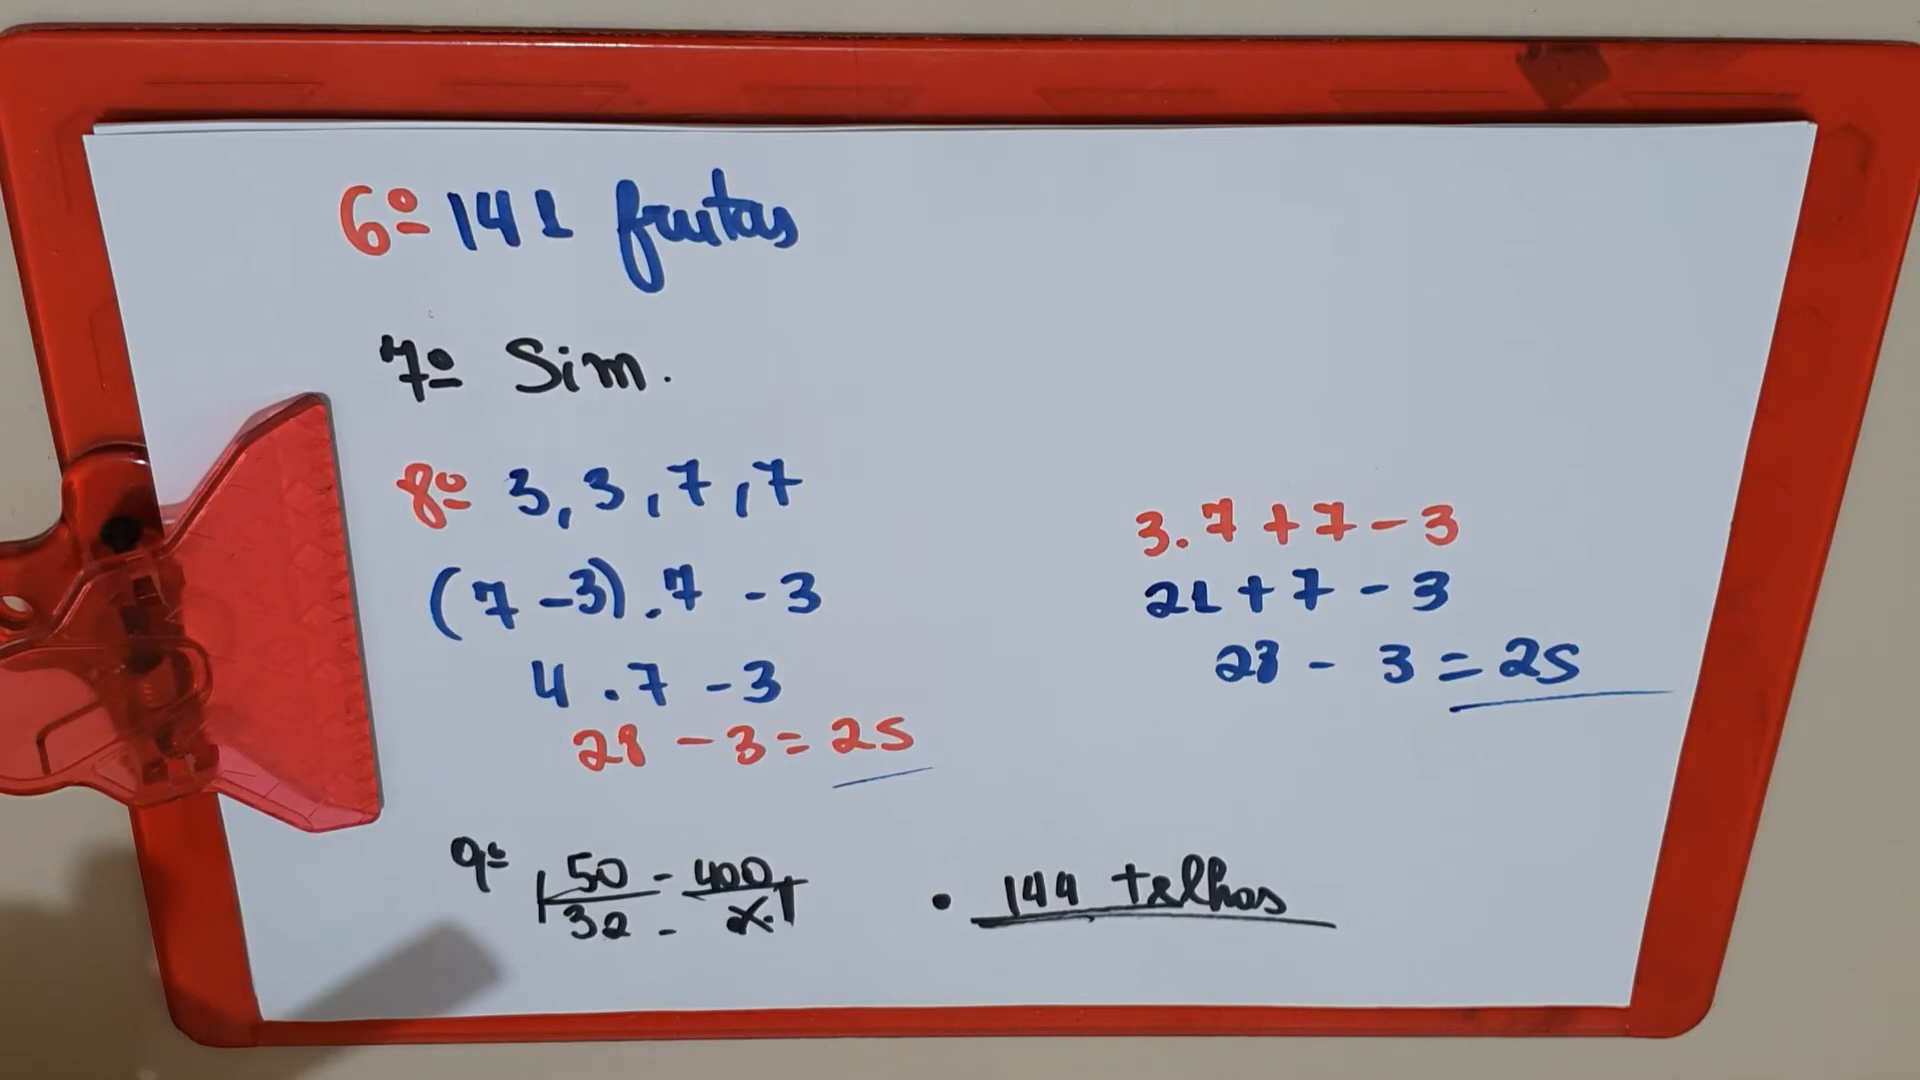 6º 141 frutas
7º Sim.
8º 3, 3, 7, 7
(7 - 3) . 7 - 3
4 . 7 - 3
28 - 3 = 25
3 . 7 + 7 - 3
21 + 7 - 3
28 - 3 = 25
9º 50/32 = 400/x
. 144 telhas